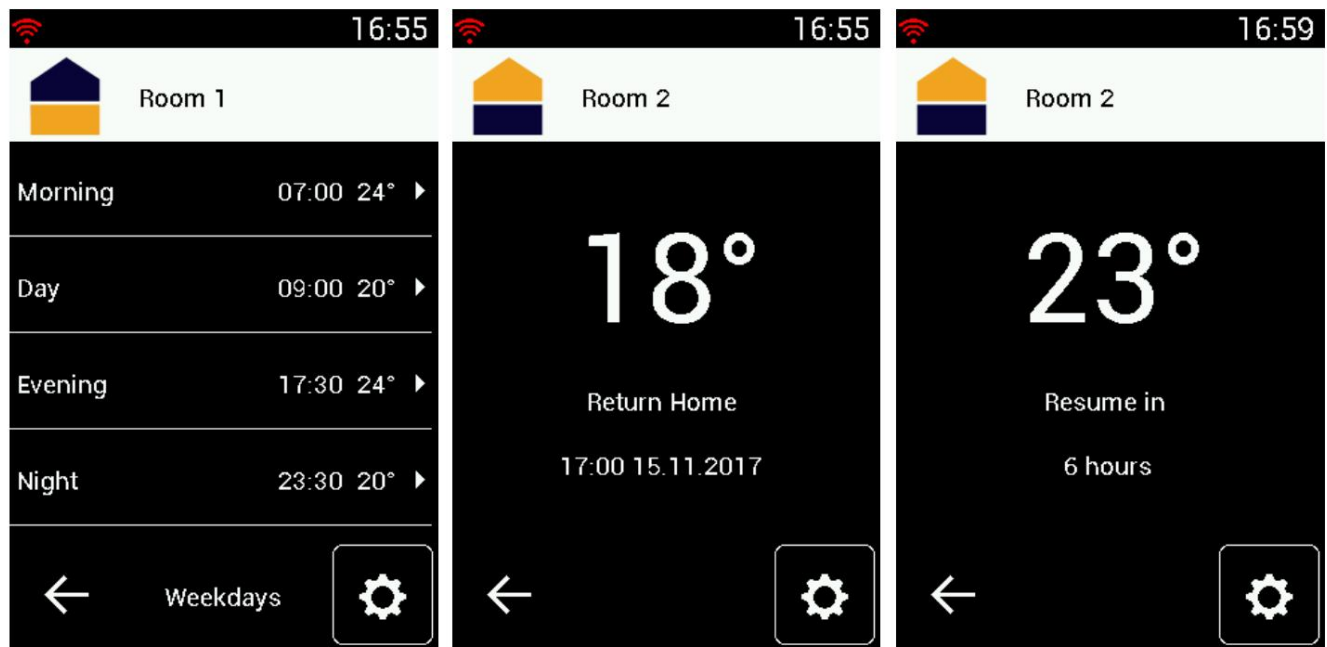 16:55
Room 1
Morning 07:00 24°
Day 09:00 20°
Evening 17:30 24°
Night 23:30 20°
Weekdays
16:55
Room 2
18°
Return Home
17:00 15.11.2017
16:59
Room 2
23°
Resume in
6 hours